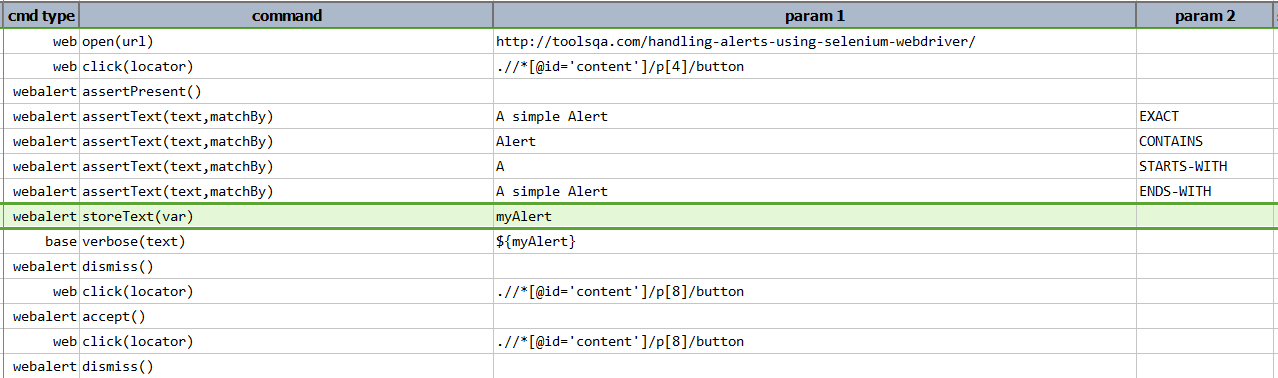 cmd type command param 1 param 2
web open(url) http://toolsqa.com/handling-alerts-using-selenium-webdriver/
web click(locator) .//*[@id='content']/p[4]/button
webalert assertPresent()
webalert assertText(text,matchBy) A simple Alert EXACT
webalert assertText(text,matchBy) Alert CONTAINS
webalert assertText(text,matchBy) A STARTS-WITH
webalert assertText(text,matchBy) A simple Alert ENDS-WITH
webalert storeText(var) myAlert
base verbose(text) ${myAlert}
webalert dismiss()
web click(locator) .//*[@id='content']/p[8]/button
webalert accept()
web click(locator) .//*[@id='content']/p[8]/button
webalert dismiss()